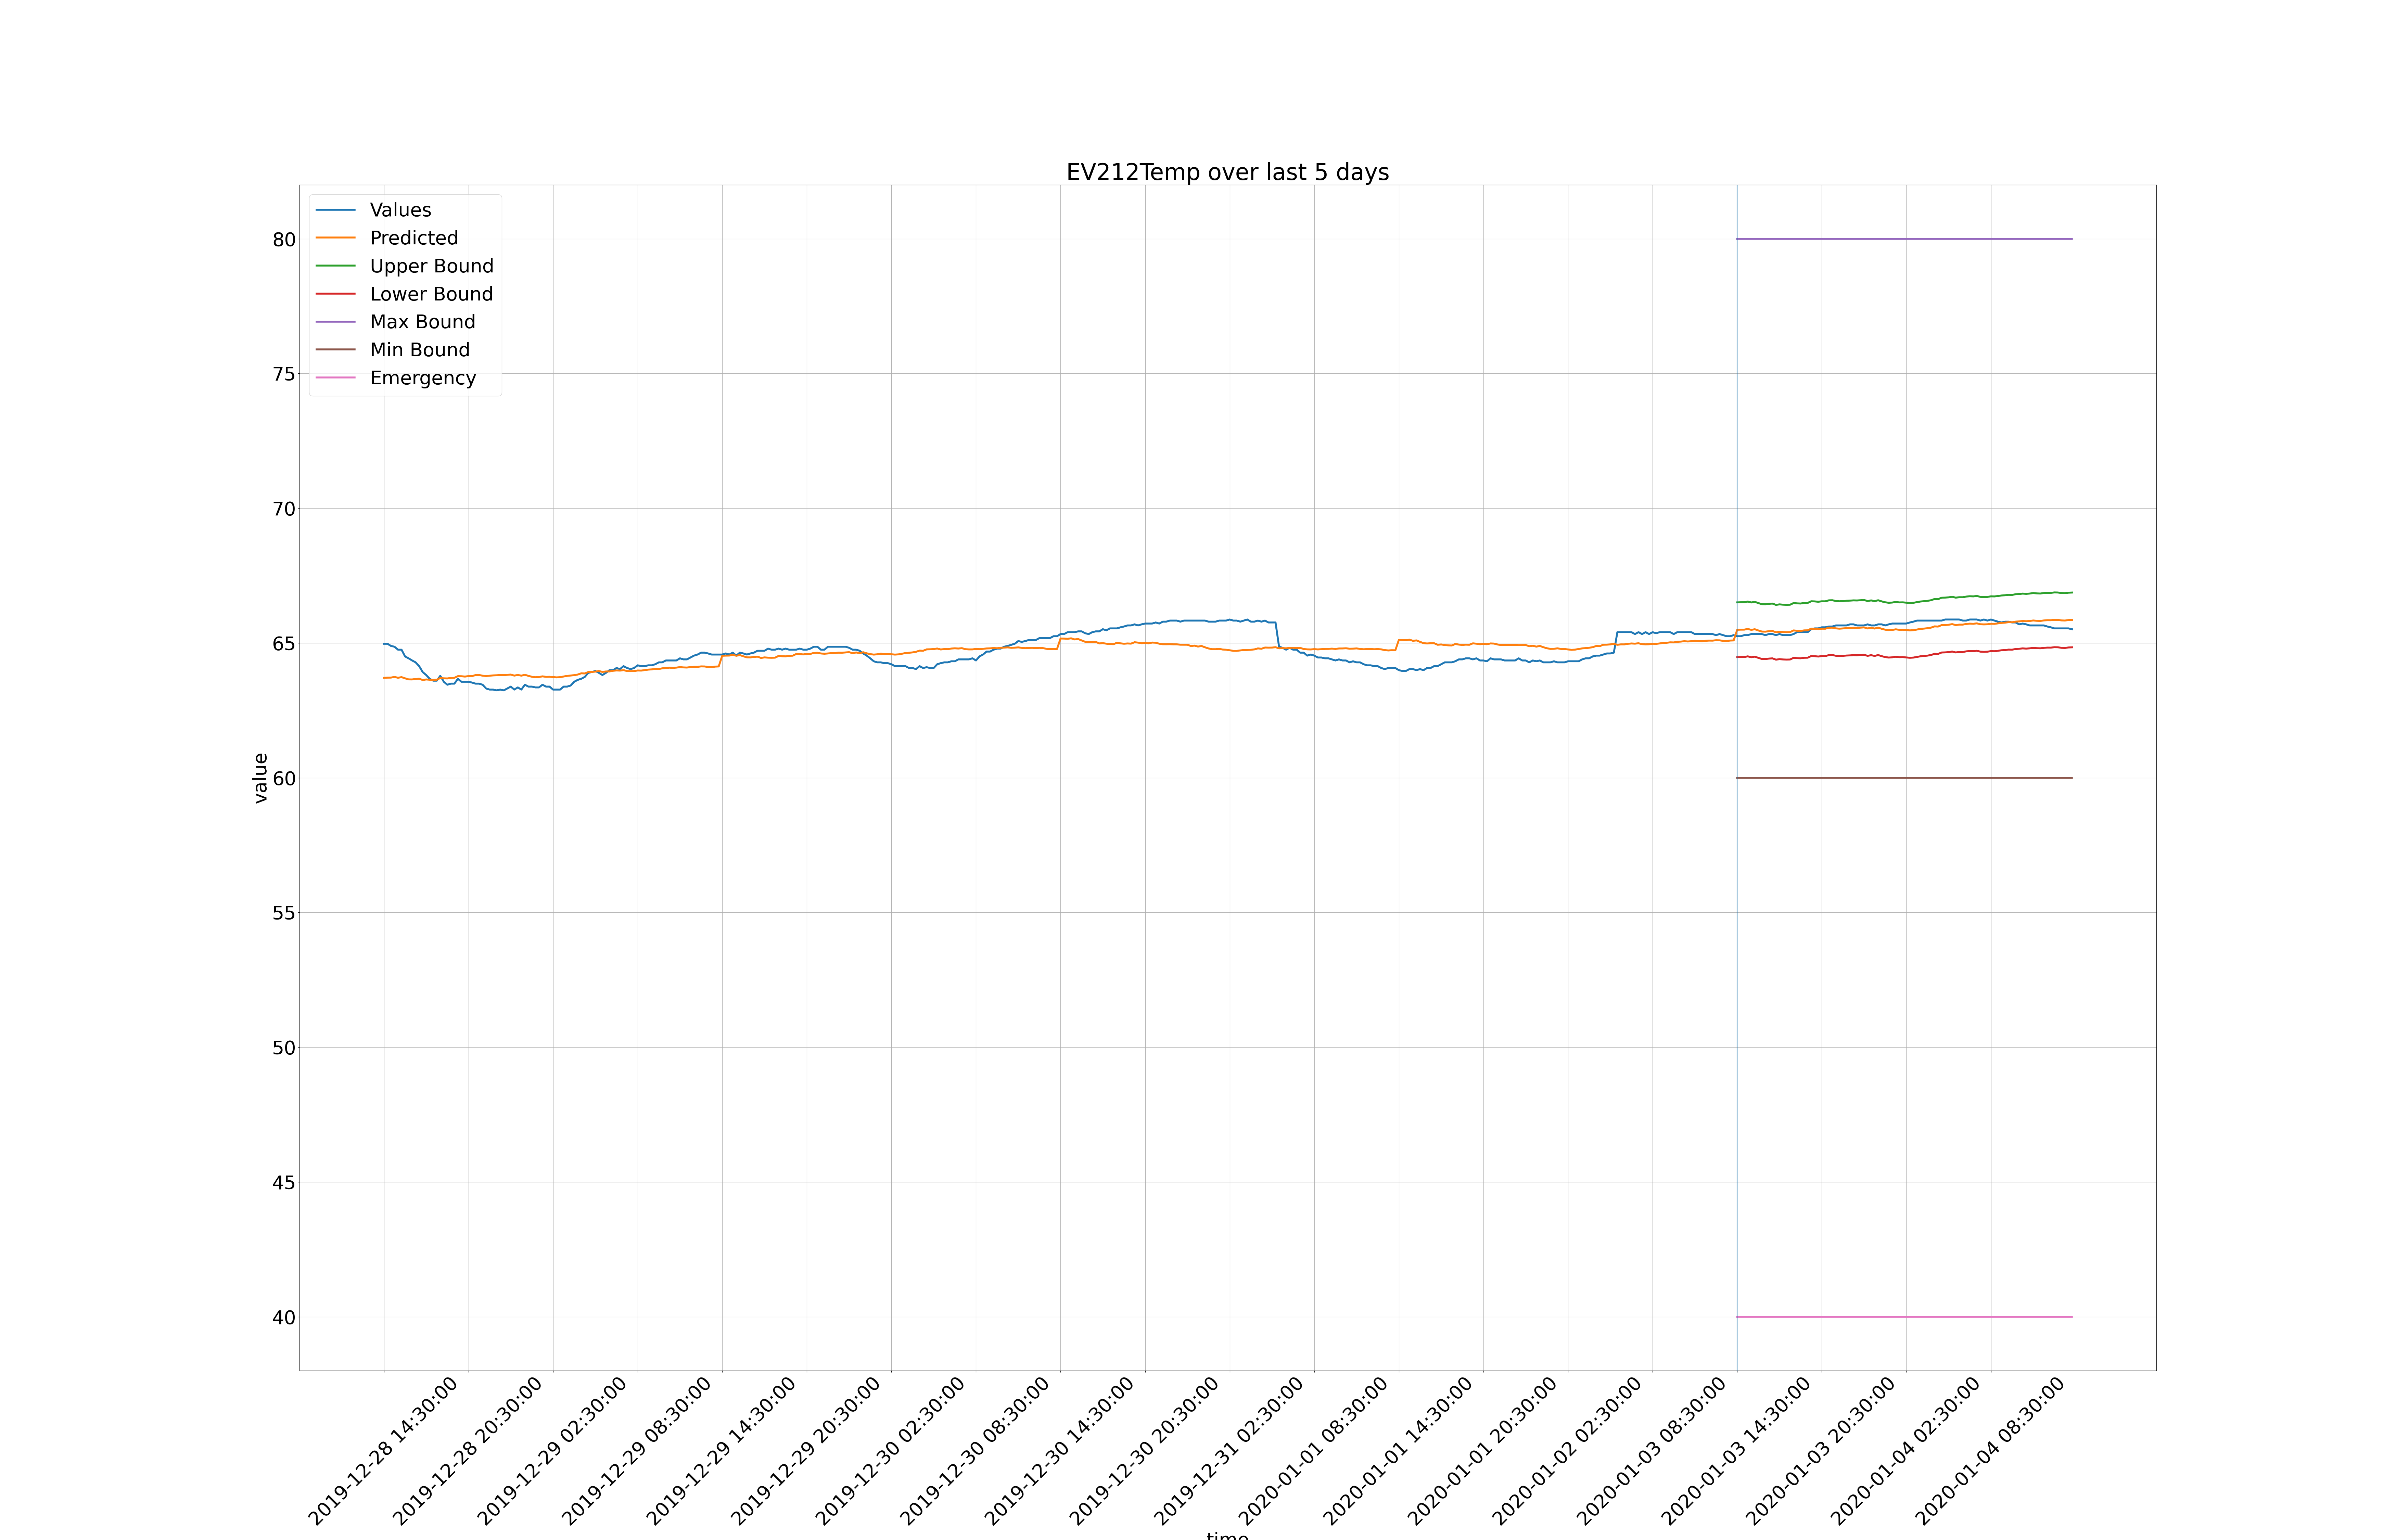 EV212Temp over last 5 days
Values
Predicted
Upper Bound
Lower Bound
Max Bound
Min Bound
Emergency
80
75
70
65
60
55
50
45
40
value
2019-12-28 14:30:00
2019-12-28 20:30:00
2019-12-29 02:30:00
2019-12-29 08:30:00
2019-12-29 14:30:00
2019-12-29 20:30:00
2019-12-30 02:30:00
2019-12-30 08:30:00
2019-12-30 14:30:00
2019-12-30 20:30:00
2019-12-31 02:30:00
2020-01-01 08:30:00
2020-01-01 14:30:00
2020-01-01 20:30:00
2020-01-02 02:30:00
2020-01-03 08:30:00
2020-01-03 14:30:00
2020-01-03 20:30:00
2020-01-04 02:30:00
2020-01-04 08:30:00
time